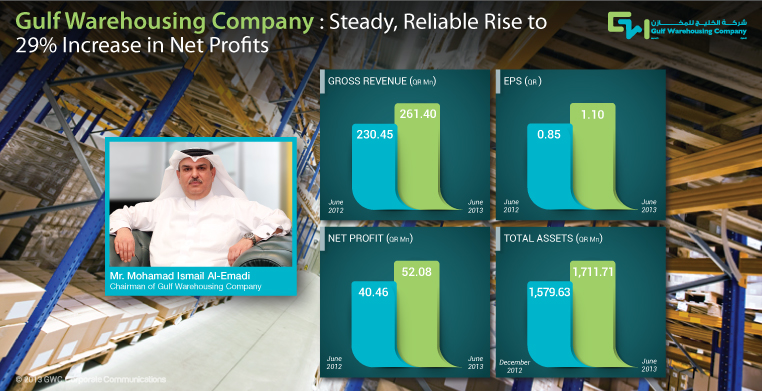 Gulf Warehousing Company : Steady, Reliable Rise to
29% Increase in Net Profits
شركة الخليج للمخازن
Gulf Warehousing Company
GROSS REVENUE (QR Mn)
230.45
261.40
June
2012
June
2013
EPS (QR)
0.85
1.10
June
2012
June
2013
Mr. Mohamad Ismail Al-Emadi
Chairman of Gulf Warehousing Company
NET PROFIT (QR Mn)
40.46
52.08
June
2012
June
2013
TOTAL ASSETS (QR Mn)
1,579.63
1,711.71
December
2012
June
2013
© 2013 GWC Corporate Communications